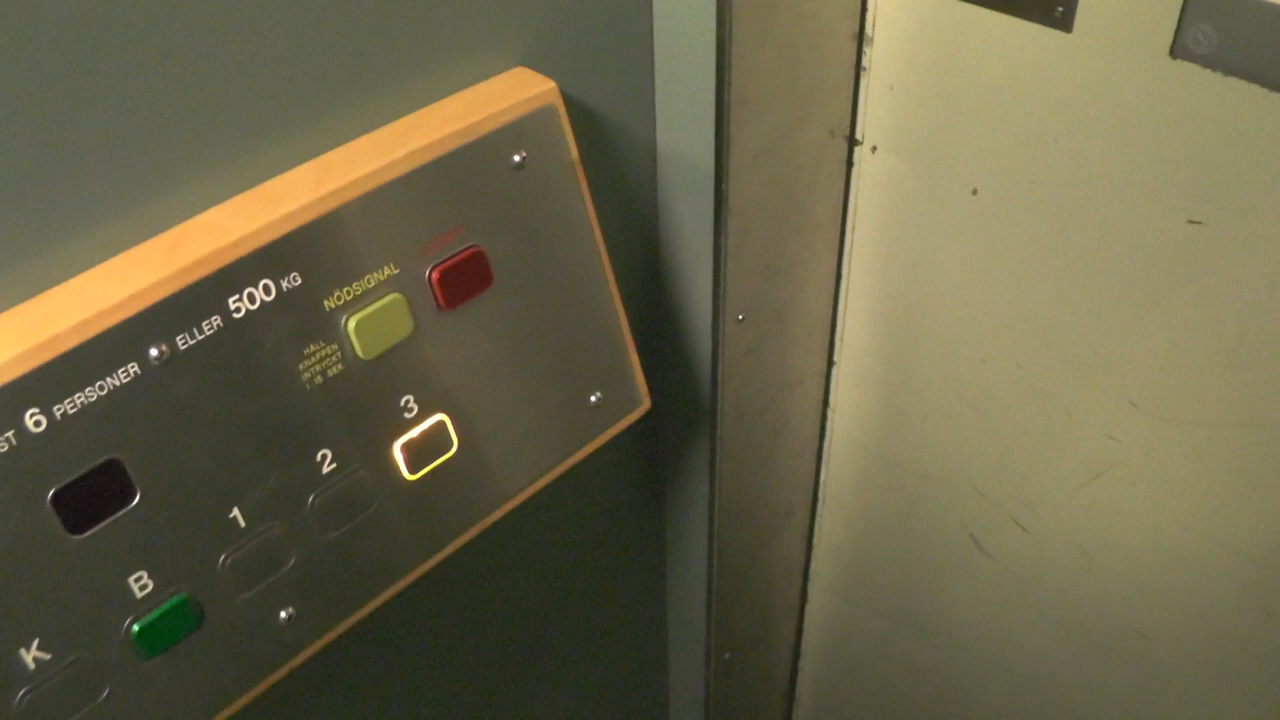 ST 6 PERSONER ELLER 500 KG
NÖDSIGNAL
HÅLL
KNAPPEN
INTRYCKT
I 15 SEK.
3
2
1
B
K